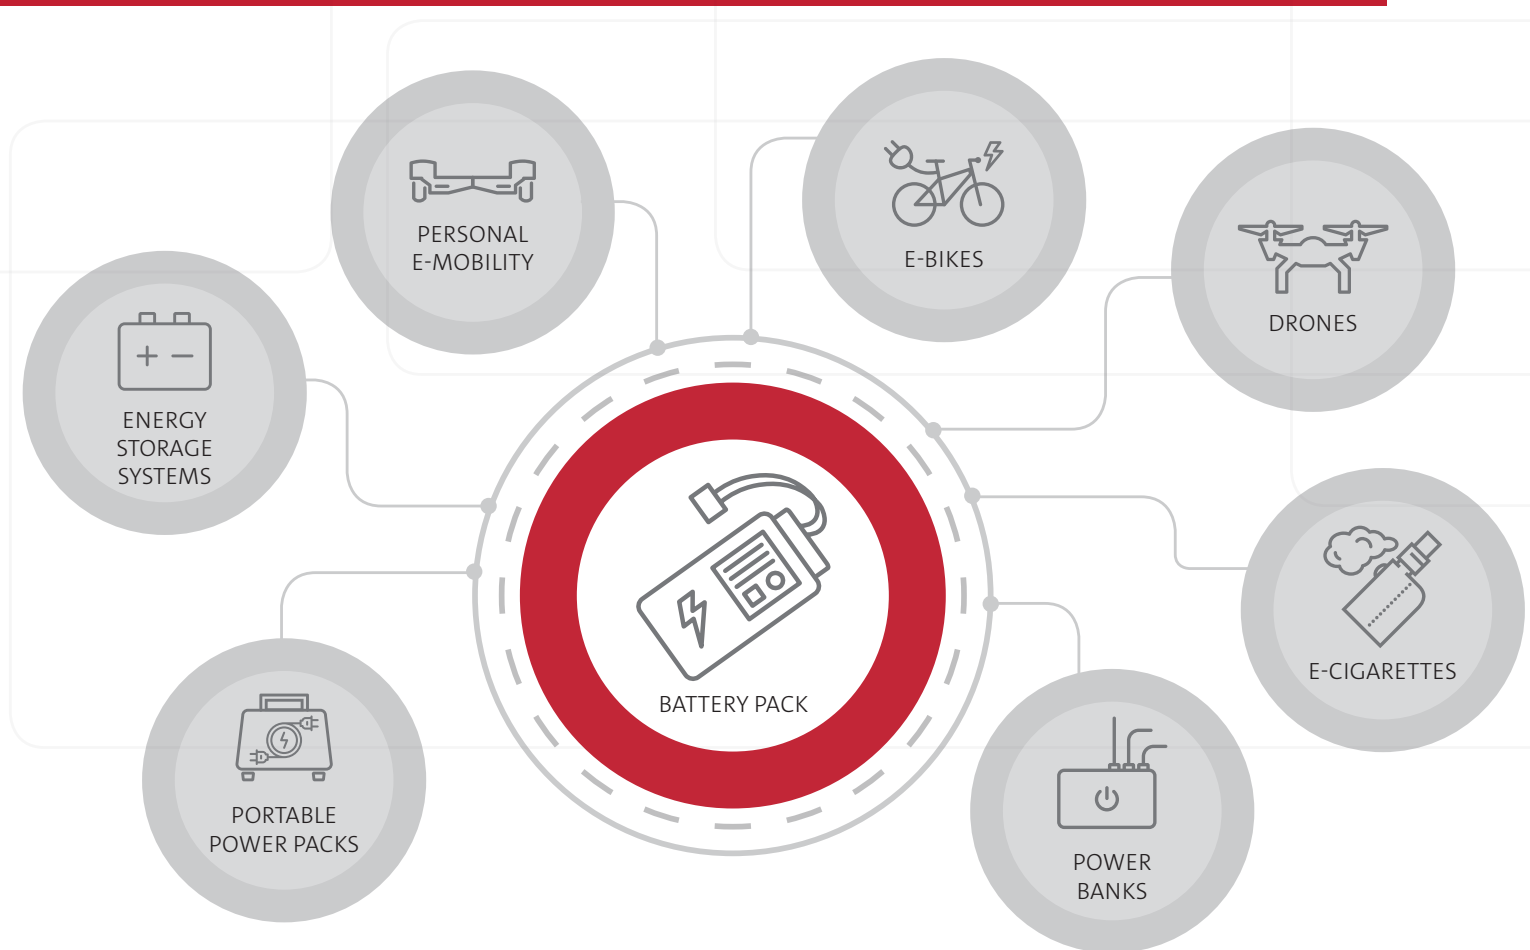 PERSONAL
E-MOBILITY
E-BIKES
DRONES
ENERGY
STORAGE
SYSTEMS
E-CIGARETTES
BATTERY PACK
PORTABLE
POWER PACKS
POWER
BANKS